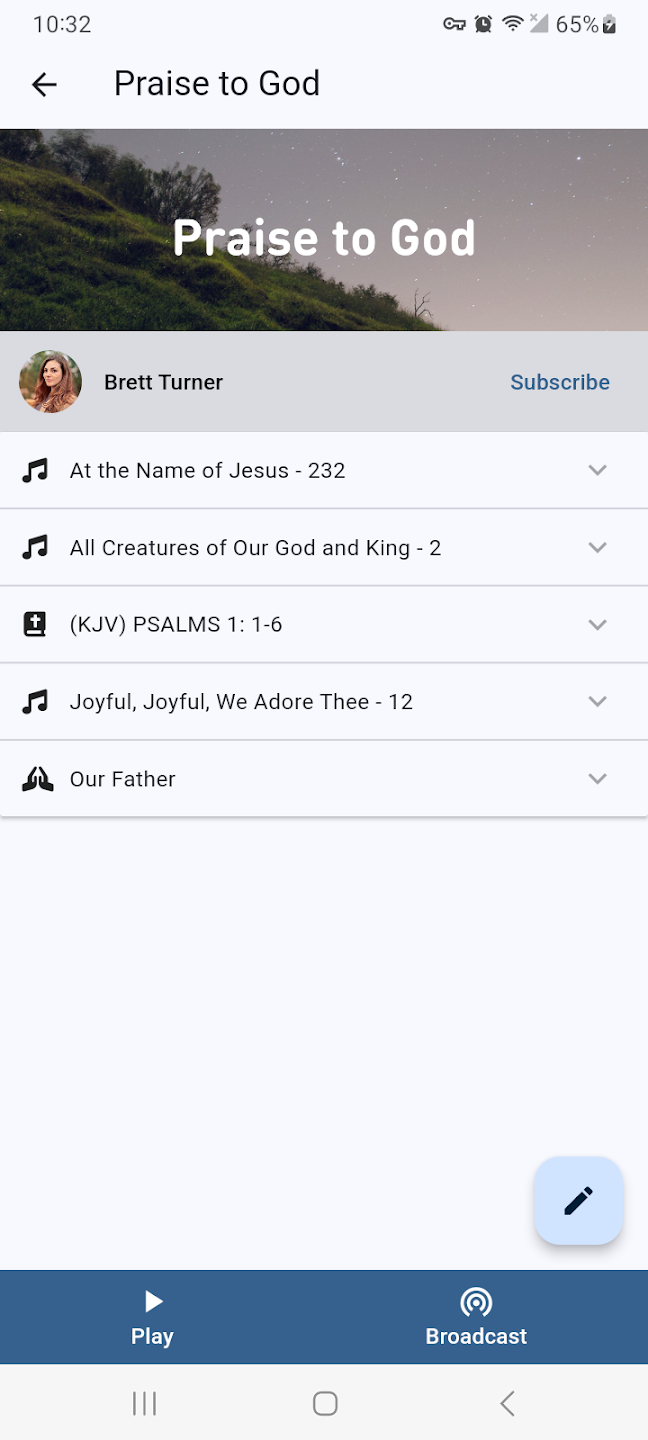 10:32
65%
Praise to God
Praise to God
Brett Turner
Subscribe
At the Name of Jesus - 232
All Creatures of Our God and King - 2
(KJV) PSALMS 1: 1-6
Joyful, Joyful, We Adore Thee - 12
Our Father
Play
Broadcast